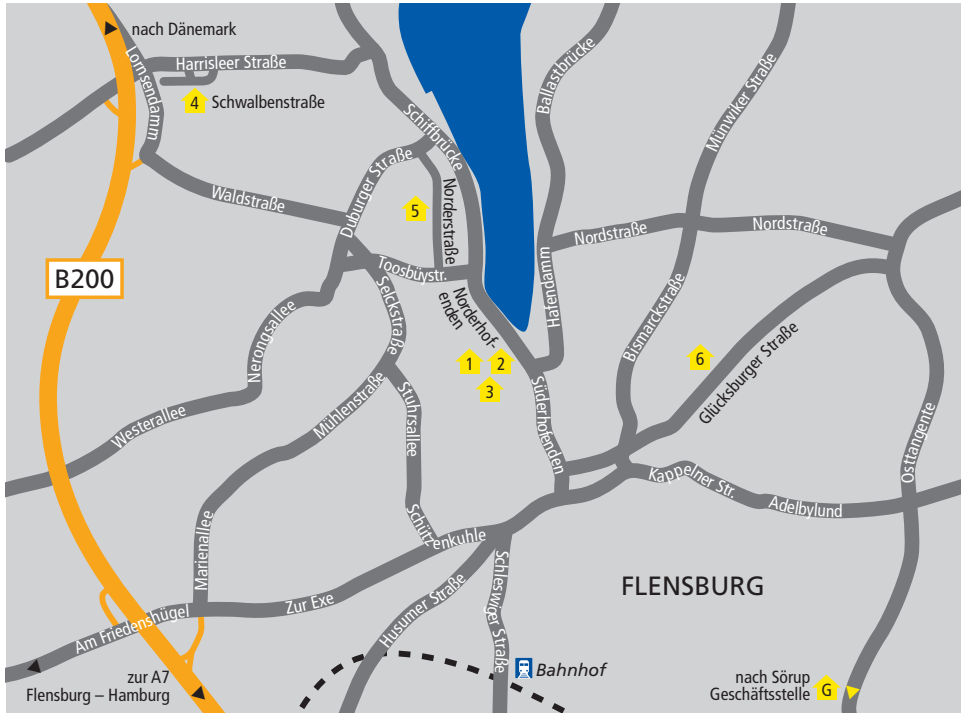 nach Dänemark
Lornsendamm
Harrisleer Straße
4
Schwalbenstraße
Schiffbrücke
Ballastbrücke
Münwiker Straße
Waldstraße
Duburger Straße
5
Norderstraße
Nordstraße
Nordstraße
B200
Toosbüystr.
Selckstraße
Norderhof-
enden
Hafendamm
Bismarckstraße
Nerongsallee
1
2
3
6
Glücksburger Straße
Westerallee
Mühlenstraße
Stuhrsallee
Süderhofenden
Osttangente
Kappelner Str.
Adelbylund
Marienallee
Schützenkuhle
Zur Exe
Am Friedenshügel
Husumer Straße
Schleswiger Straße
FLENSBURG
Bahnhof
zur A7
Flensburg – Hamburg
nach Sörup
Geschäftsstelle
G